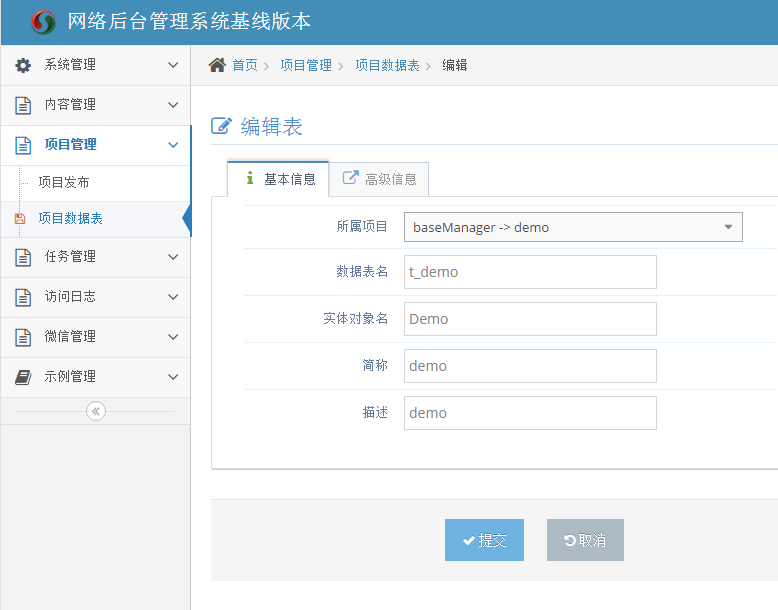 网络后台管理系统基线版本
系统管理
内容管理
项目管理
项目发布
项目数据表
任务管理
访问日志
微信管理
示例管理
首页 项目管理 项目数据表 编辑
编辑表
基本信息 高级信息
所属项目 baseManager -> demo
数据表名 t_demo
实体对象名 Demo
简称 demo
描述 demo
提交 取消